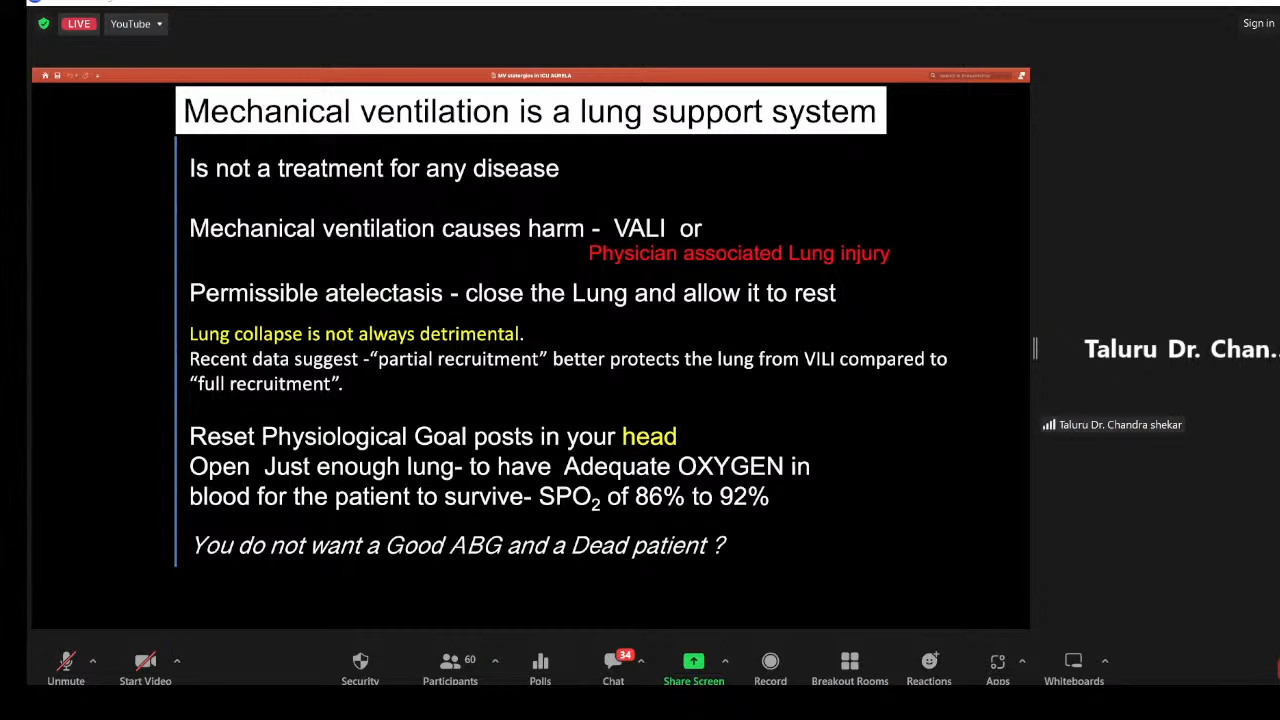 LIVE
YouTube
Sign in
MV statergies in ICU AURELA
Mechanical ventilation is a lung support system
Is not a treatment for any disease
Mechanical ventilation causes harm - VALI or
Physician associated Lung injury
Permissible atelectasis - close the Lung and allow it to rest
Lung collapse is not always detrimental.
Recent data suggest -“partial recruitment” better protects the lung from VILI compared to
“full recruitment”.
Reset Physiological Goal posts in your head
Open Just enough lung- to have Adequate OXYGEN in
blood for the patient to survive- SPO₂ of 86% to 92%
You do not want a Good ABG and a Dead patient ?
Taluru Dr. Chan...
Taluru Dr. Chandra shekar
Unmute
Start Video
Security
60
Participants
Polls
34
Chat
Share Screen
Record
Breakout Rooms
Reactions
Apps
Whiteboards